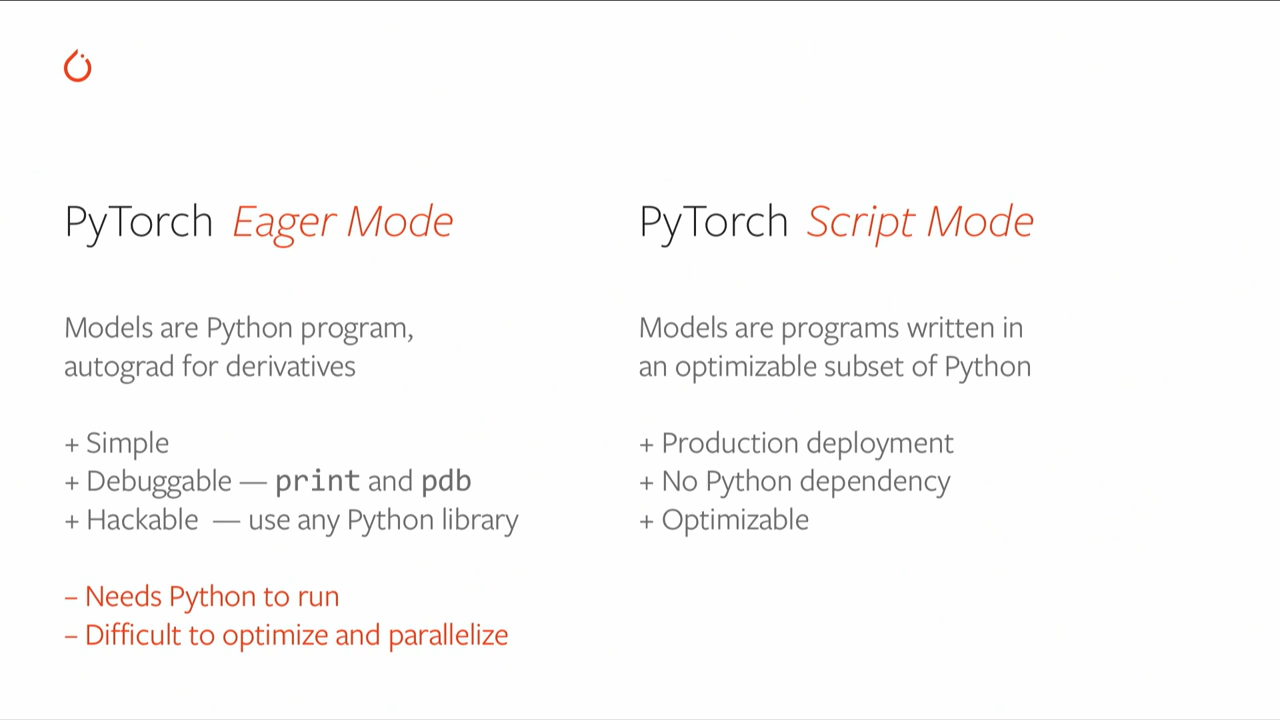 PyTorch Eager Mode
Models are Python program,
autograd for derivatives
+ Simple
+ Debuggable — print and pdb
+ Hackable — use any Python library
– Needs Python to run
– Difficult to optimize and parallelize
PyTorch Script Mode
Models are programs written in
an optimizable subset of Python
+ Production deployment
+ No Python dependency
+ Optimizable